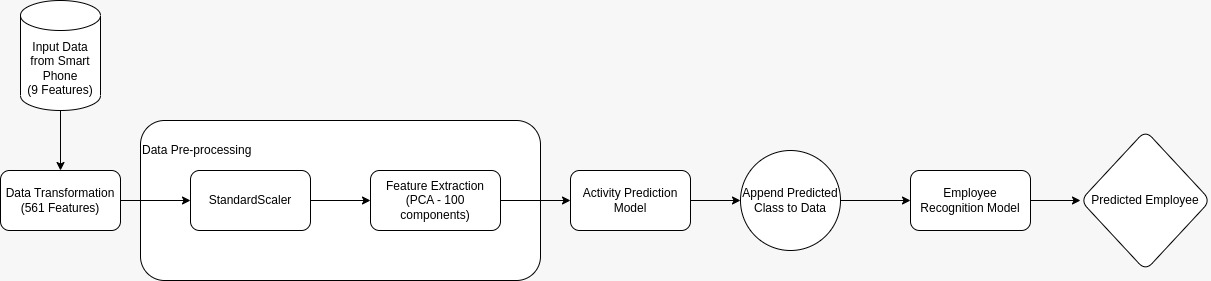 Input Data
from Smart
Phone
(9 Features)
Data Pre-processing
Data Transformation
(561 Features)
StandardScaler
Feature Extraction
(PCA - 100
components)
Activity Prediction
Model
Append Predicted
Class to Data
Employee
Recognition Model
Predicted Employee